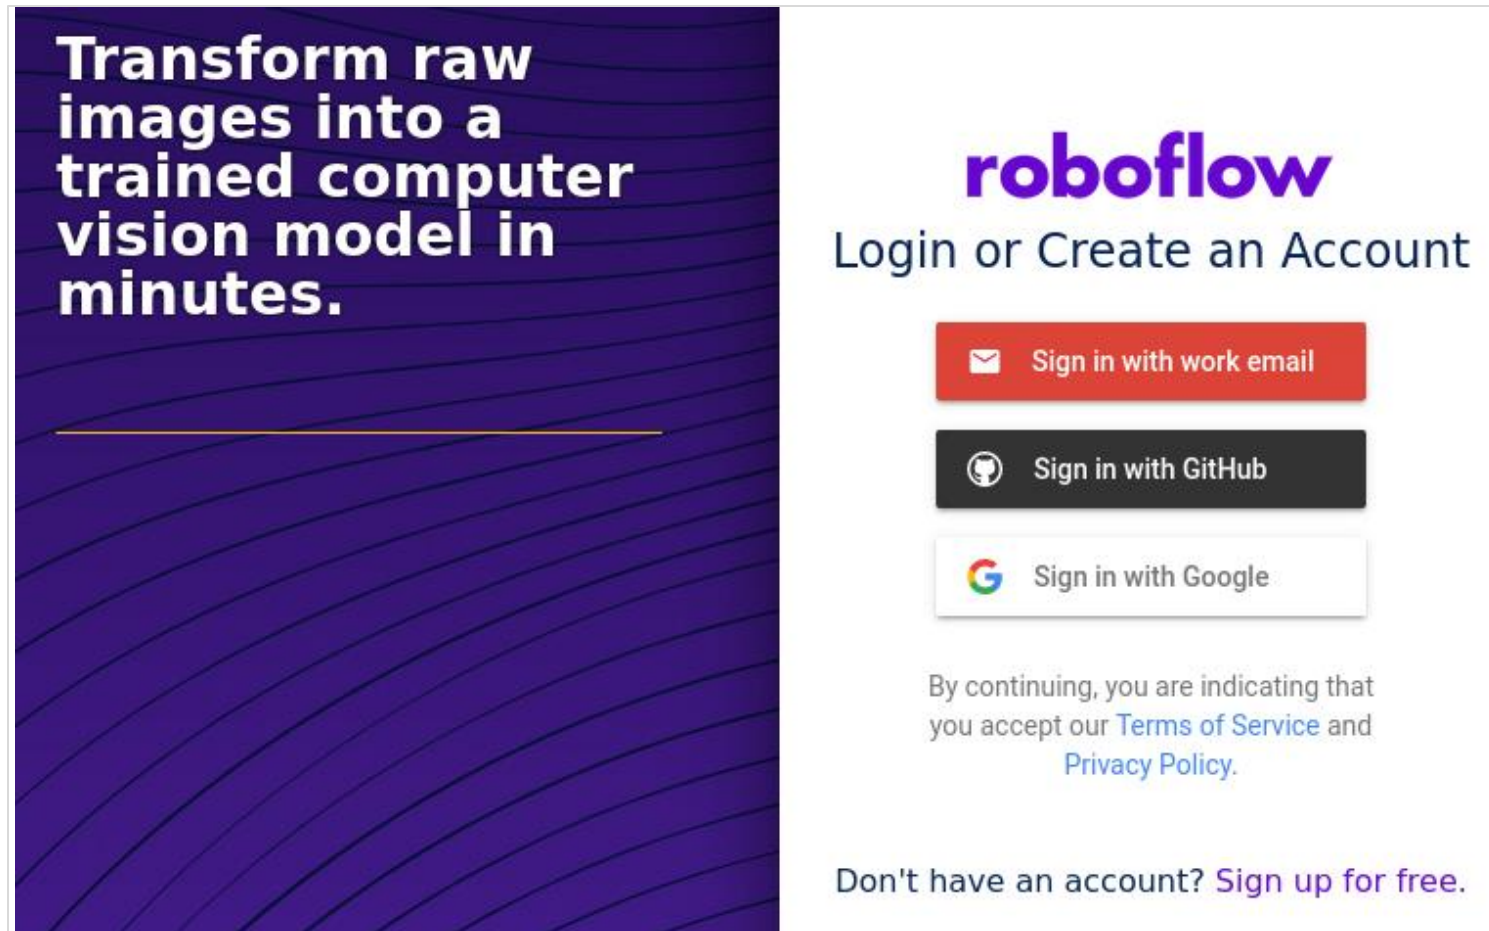 Transform raw
images into a
trained computer
vision model in
minutes.
roboflow
Login or Create an Account
Sign in with work email
Sign in with GitHub
Sign in with Google
By continuing, you are indicating that
you accept our Terms of Service and
Privacy Policy.
Don't have an account? Sign up for free.